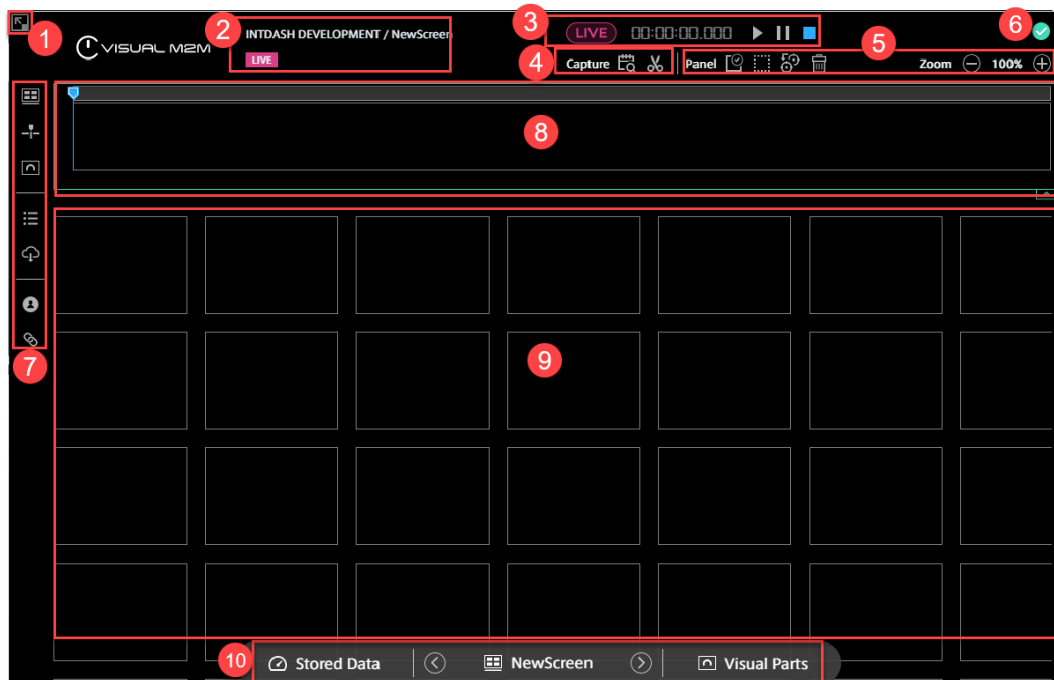 1
VISUAL M2M
2
INTDASH DEVELOPMENT / NewScreen
LIVE
3
LIVE 00:00:00.000
4
Capture
5
Panel
Zoom 100%
6
7
8
9
10
Stored Data
NewScreen
Visual Parts